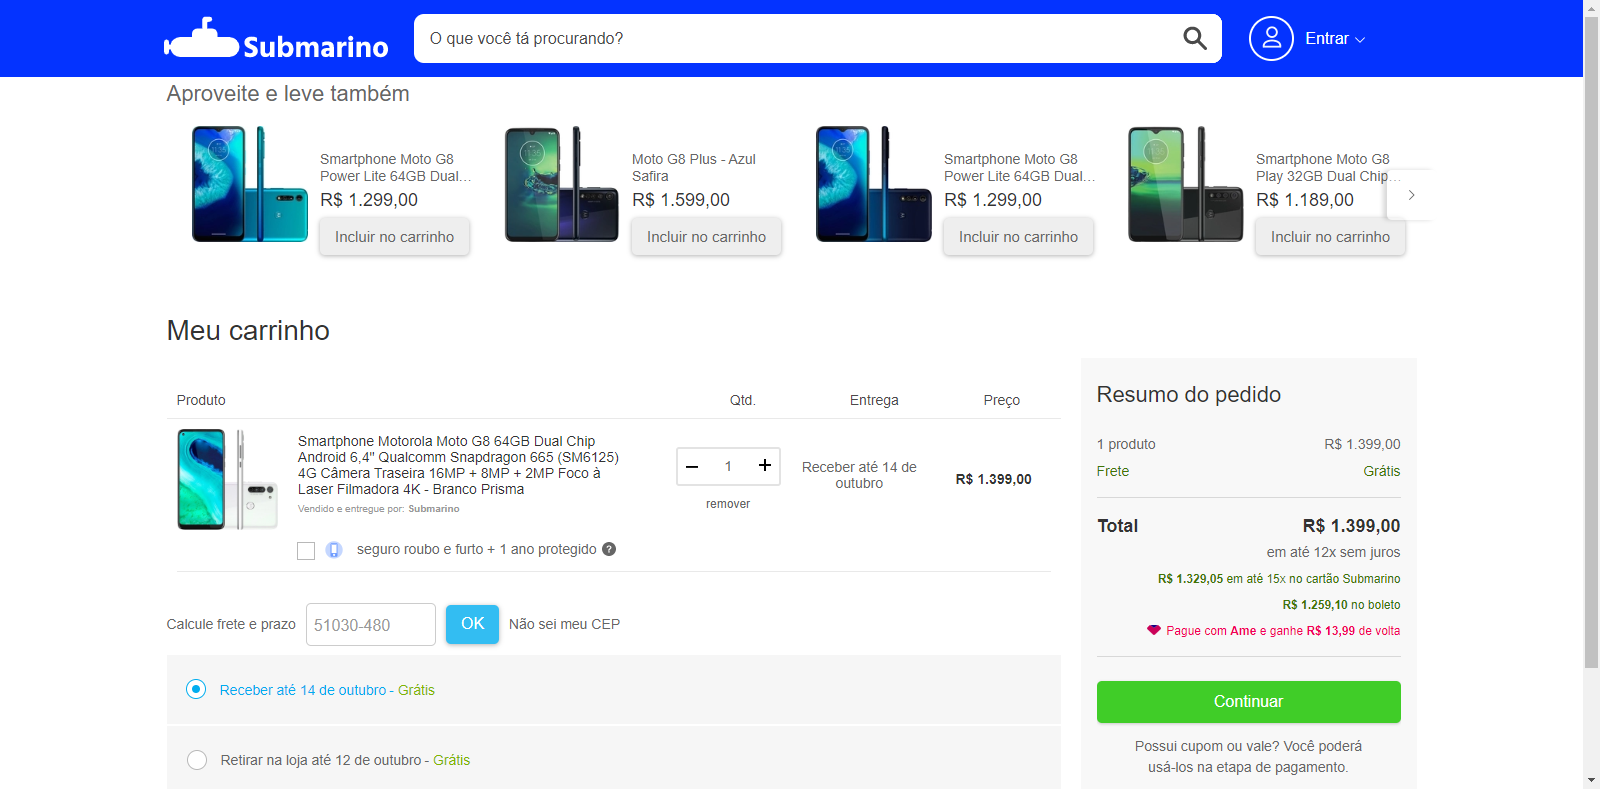 Submarino
O que você tá procurando?
Entrar
Aproveite e leve também
Smartphone Moto G8
Power Lite 64GB Dual...
R$ 1.299,00
Incluir no carrinho
Moto G8 Plus - Azul
Safira
R$ 1.599,00
Incluir no carrinho
Smartphone Moto G8
Power Lite 64GB Dual...
R$ 1.299,00
Incluir no carrinho
Smartphone Moto G8
Play 32GB Dual Chip...
R$ 1.189,00
Incluir no carrinho
Meu carrinho
Produto
Qtd.
Entrega
Preço
Smartphone Motorola Moto G8 64GB Dual Chip
Android 6,4" Qualcomm Snapdragon 665 (SM6125)
4G Câmera Traseira 16MP + 8MP + 2MP Foco à
Laser Filmadora 4K - Branco Prisma
Vendido e entregue por: Submarino
1
remover
Receber até 14 de
outubro
R$ 1.399,00
seguro roubo e furto + 1 ano protegido ?
Calcule frete e prazo
51030-480
OK
Não sei meu CEP
Receber até 14 de outubro - Grátis
Retirar na loja até 12 de outubro - Grátis
Resumo do pedido
1 produto R$ 1.399,00
Frete Grátis
Total R$ 1.399,00
em até 12x sem juros
R$ 1.329,05 em até 15x no cartão Submarino
R$ 1.259,10 no boleto
Pague com Ame e ganhe R$ 13,99 de volta
Continuar
Possui cupom ou vale? Você poderá
usá-los na etapa de pagamento.